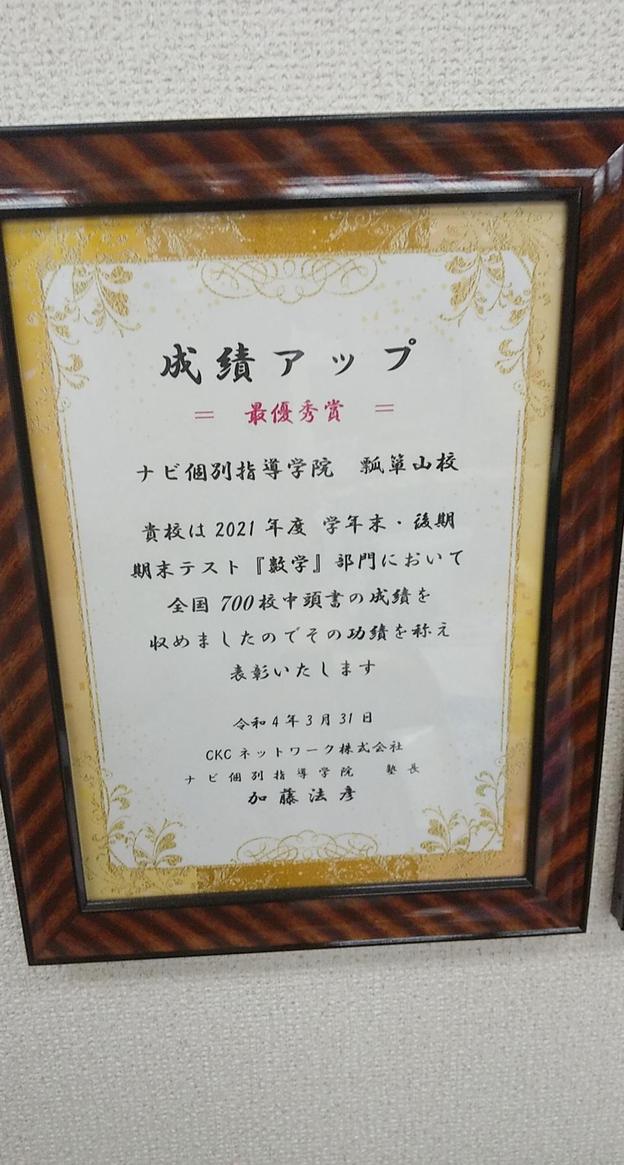 成績アップ
＝ 最優秀賞 ＝
ナビ個別指導学院 瓢箪山校
貴校は2021年度 学年末・後期
期末テスト『数学』部門において
全国700校中頭書の成績を
収めましたのでその功績を称え
表彰いたします
令和4年3月31日
CKCネットワーク株式会社
ナビ個別指導学院 塾長
加藤法彦